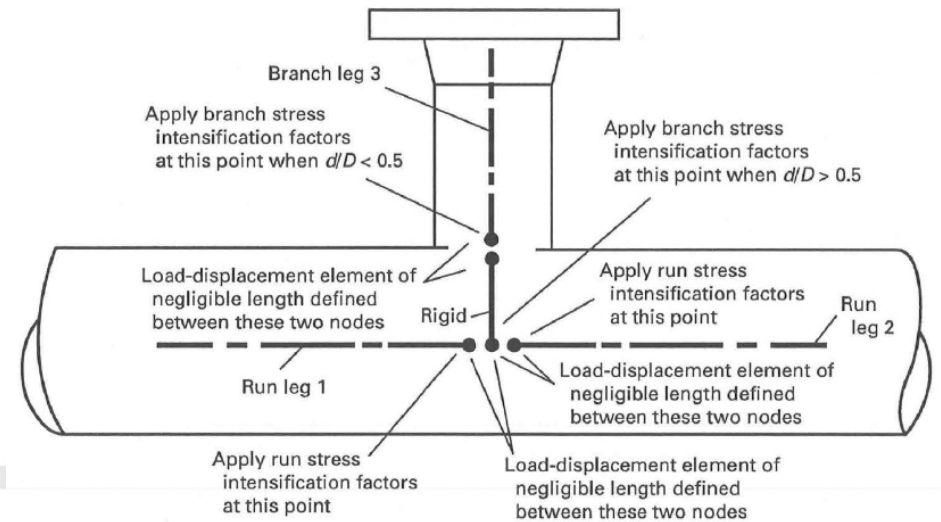 Branch leg 3
Apply branch stress
intensification factors
at this point when d/D < 0.5
Apply branch stress
intensification factors
at this point when d/D > 0.5
Load-displacement element of
negligible length defined
between these two nodes
Rigid
Apply run stress
intensification factors
at this point
Run
leg 2
Run leg 1
Load-displacement element of
negligible length defined
between these two nodes
Apply run stress
intensification factors
at this point
Load-displacement element of
negligible length defined
between these two nodes